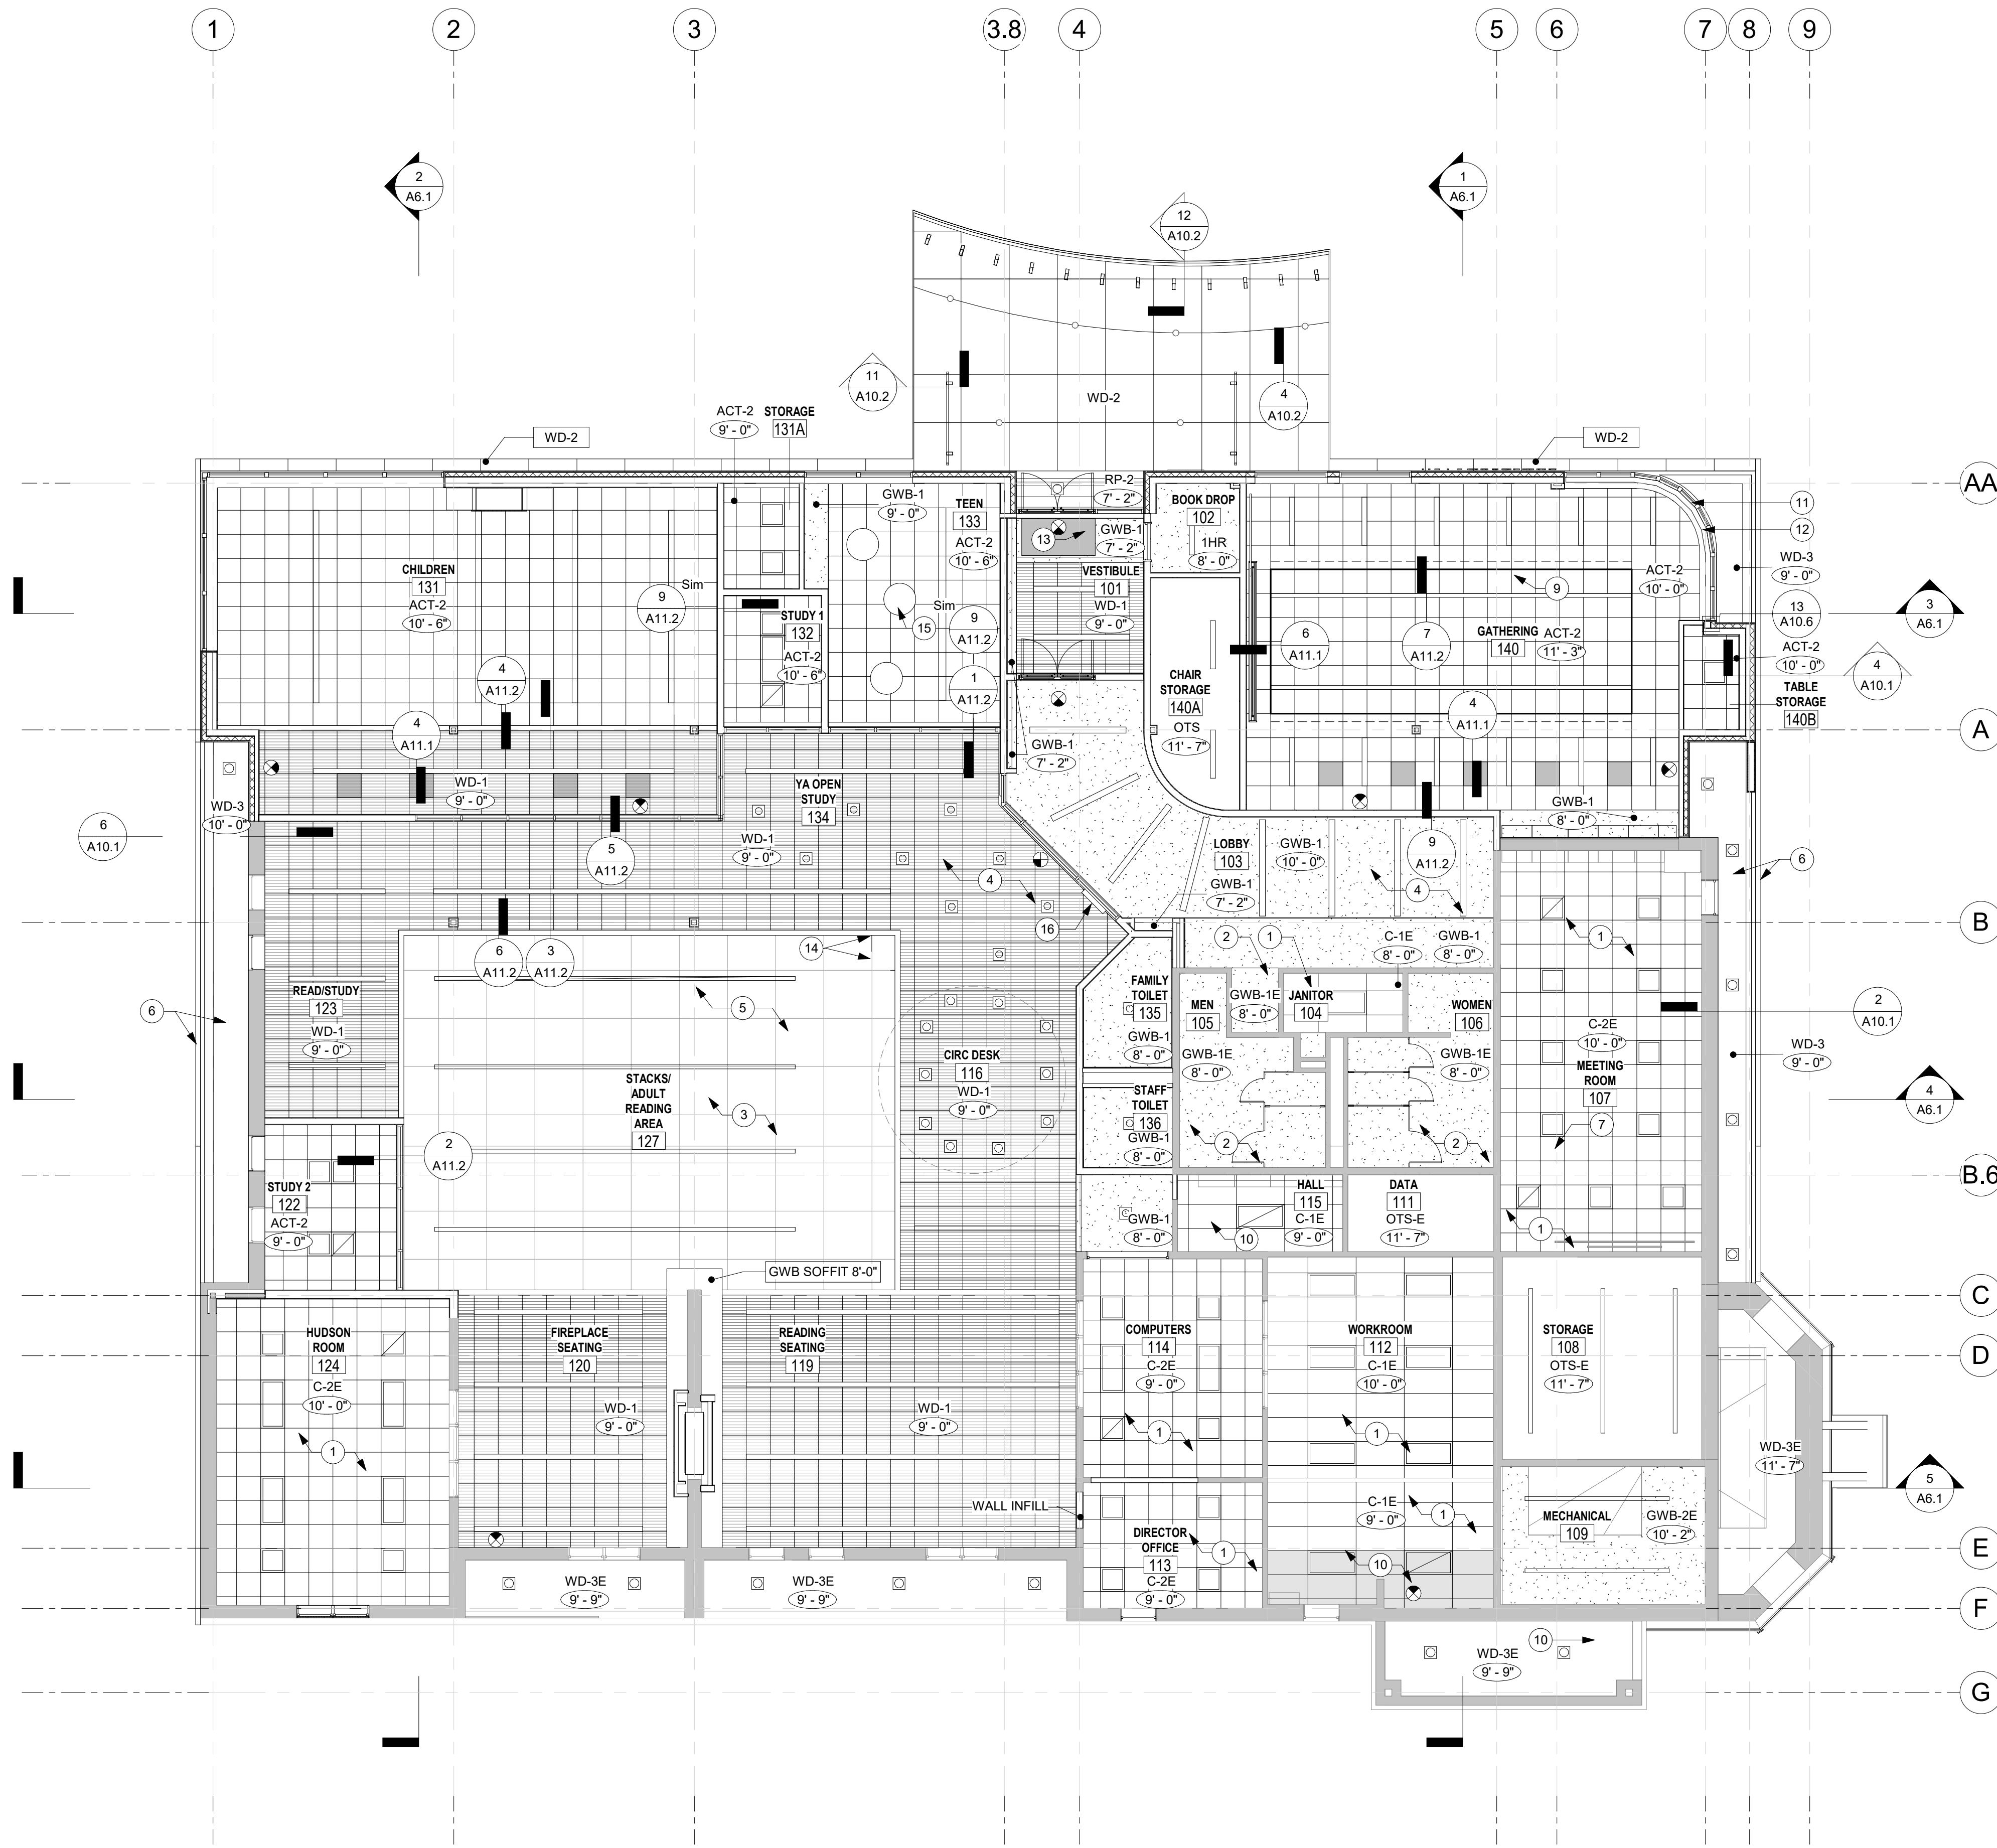 1
2
3
3.8
4
5
6
7
8
9
2
A6.1
1
A6.1
12
A10.2
11
A10.2
4
A10.2
WD-2
ACT-2
9' - 0"
STORAGE
131A
WD-2
WD-2
AA
RP-2
7' - 2"
GWB-1
9' - 0"
TEEN
133
ACT-2
10' - 6"
13
GWB-1
7' - 2"
BOOK DROP
102
1HR
8' - 0"
11
12
WD-3
9' - 0"
CHILDREN
131
ACT-2
10' - 6"
Sim
9
A11.2
STUDY 1
132
ACT-2
10' - 6"
Sim
15
9
A11.2
VESTIBULE
101
WD-1
9' - 0"
9
ACT-2
10' - 0"
13
A10.6
3
A6.1
6
A11.1
7
A11.2
GATHERING
140
ACT-2
11' - 3"
ACT-2
10' - 0"
4
A10.1
TABLE
STORAGE
140B
4
A11.2
1
A11.2
CHAIR
STORAGE
140A
OTS
11' - 7"
4
A11.1
4
A11.1
A
GWB-1
7' - 2"
WD-1
9' - 0"
YA OPEN
STUDY
134
WD-3
10' - 0"
6
A10.1
GWB-1
8' - 0"
5
A11.2
WD-1
9' - 0"
LOBBY
103
GWB-1
10' - 0"
9
A11.2
6
4
4
GWB-1
7' - 2"
B
6
A11.2
3
A11.2
14
16
2
1
C-1E
8' - 0"
GWB-1
8' - 0"
1
READ/STUDY
123
WD-1
9' - 0"
5
6
FAMILY
TOILET
135
GWB-1
8' - 0"
MEN
105
GWB-1E
8' - 0"
JANITOR
104
WOMEN
106
2
A10.1
GWB-1E
8' - 0"
GWB-1E
8' - 0"
C-2E
10' - 0"
MEETING
ROOM
107
WD-3
9' - 0"
CIRC DESK
116
WD-1
9' - 0"
STACKS/
ADULT
READING
AREA
127
3
STAFF
TOILET
136
GWB-1
8' - 0"
2
2
7
4
A6.1
2
A11.2
B.6
STUDY 2
122
ACT-2
9' - 0"
GWB-1
8' - 0"
HALL
115
C-1E
9' - 0"
10
DATA
111
OTS-E
11' - 7"
1
GWB SOFFIT 8'-0"
C
HUDSON
ROOM
124
C-2E
10' - 0"
1
FIREPLACE
SEATING
120
WD-1
9' - 0"
READING
SEATING
119
WD-1
9' - 0"
COMPUTERS
114
C-2E
9' - 0"
1
WORKROOM
112
C-1E
10' - 0"
1
STORAGE
108
OTS-E
11' - 7"
D
WD-3E
11' - 7"
5
A6.1
WALL INFILL
C-1E
9' - 0"
1
DIRECTOR
OFFICE
113
C-2E
9' - 0"
1
10
MECHANICAL
109
GWB-2E
10' - 2"
E
WD-3E
9' - 9"
WD-3E
9' - 9"
F
10
WD-3E
9' - 9"
G